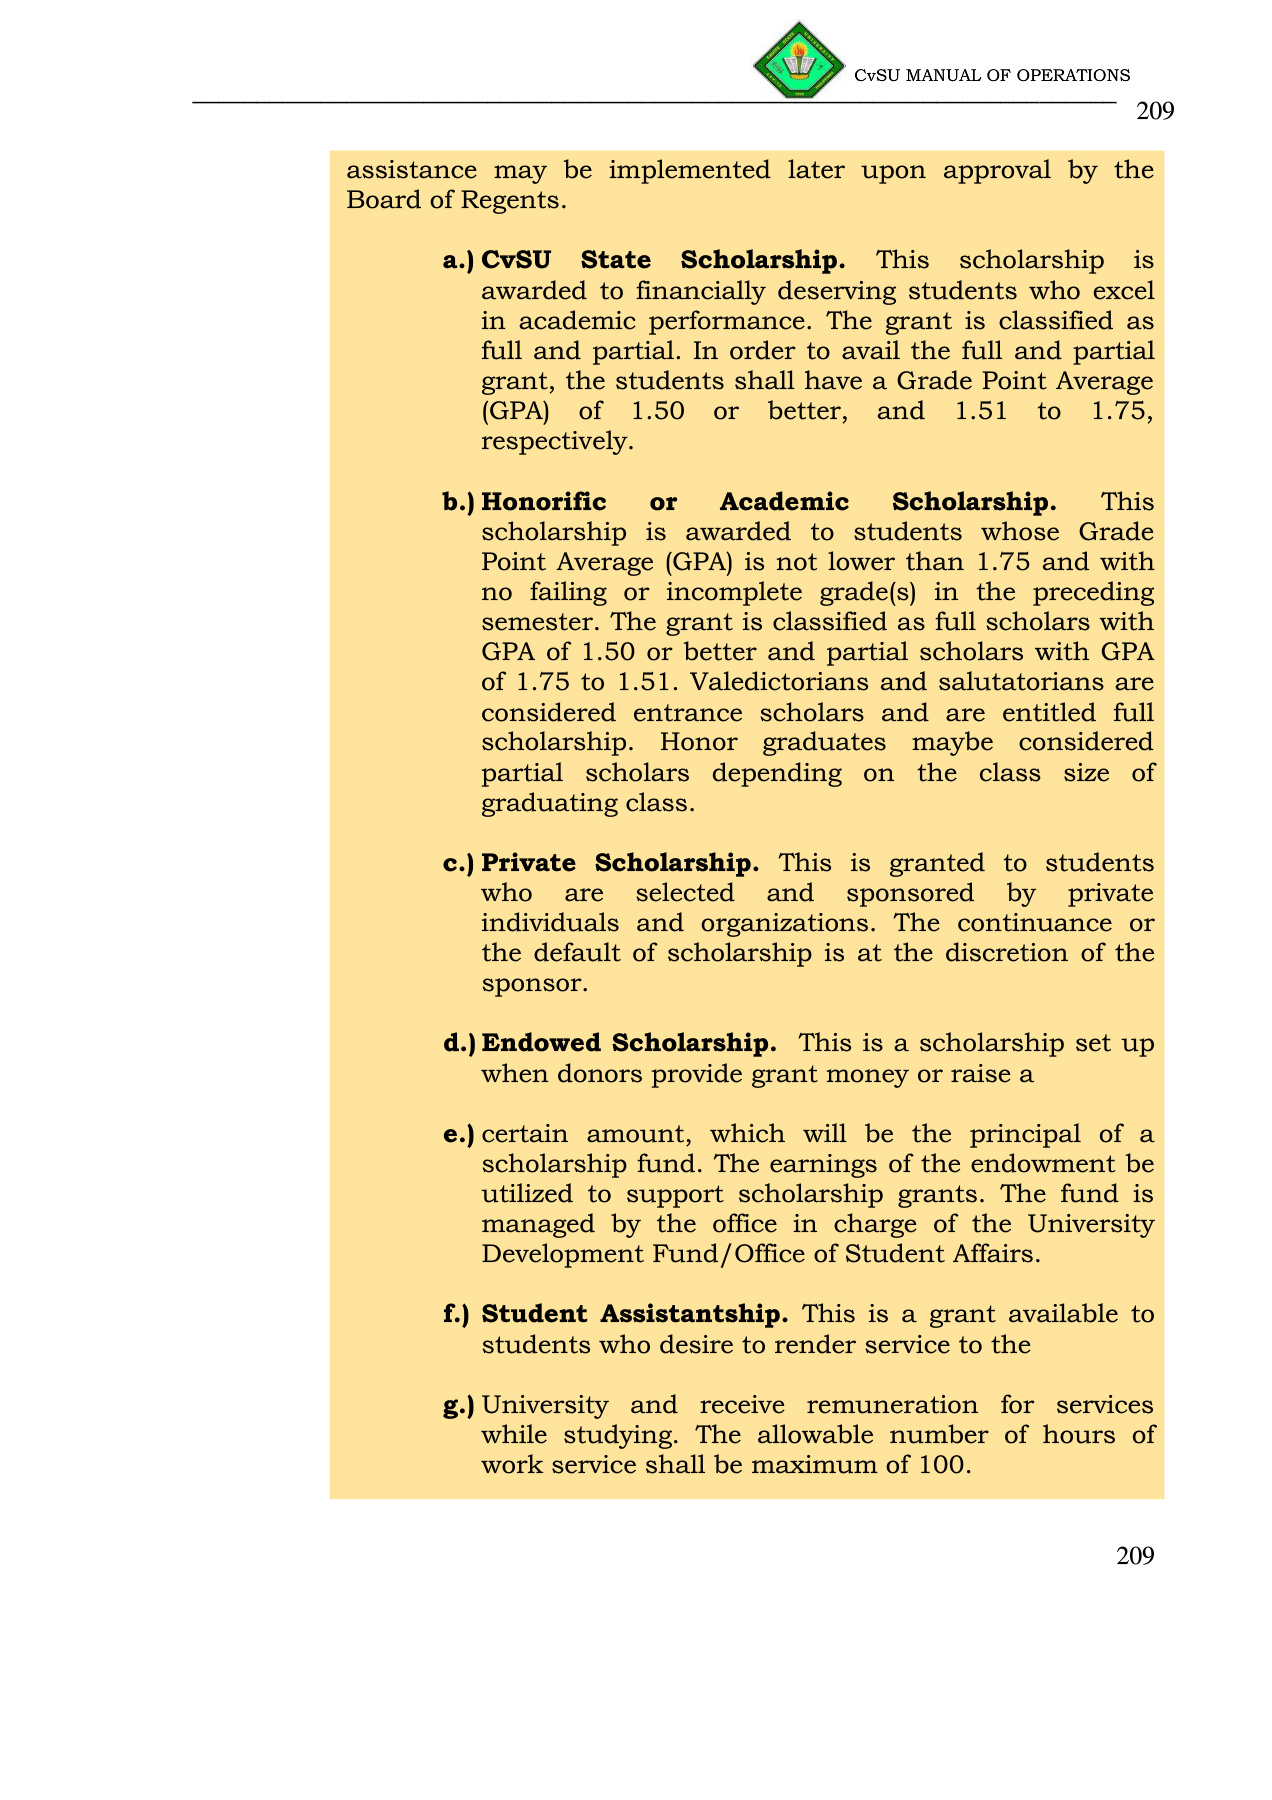 CvSU MANUAL OF OPERATIONS
209
assistance may be implemented later upon approval by the
Board of Regents.
a.) CvSU State Scholarship. This scholarship is
awarded to financially deserving students who excel
in academic performance. The grant is classified as
full and partial. In order to avail the full and partial
grant, the students shall have a Grade Point Average
(GPA) of 1.50 or better, and 1.51 to 1.75,
respectively.
b.) Honorific or Academic Scholarship. This
scholarship is awarded to students whose Grade
Point Average (GPA) is not lower than 1.75 and with
no failing or incomplete grade(s) in the preceding
semester. The grant is classified as full scholars with
GPA of 1.50 or better and partial scholars with GPA
of 1.75 to 1.51. Valedictorians and salutatorians are
considered entrance scholars and are entitled full
scholarship. Honor graduates maybe considered
partial scholars depending on the class size of
graduating class.
c.) Private Scholarship. This is granted to students
who are selected and sponsored by private
individuals and organizations. The continuance or
the default of scholarship is at the discretion of the
sponsor.
d.) Endowed Scholarship. This is a scholarship set up
when donors provide grant money or raise a
e.) certain amount, which will be the principal of a
scholarship fund. The earnings of the endowment be
utilized to support scholarship grants. The fund is
managed by the office in charge of the University
Development Fund/Office of Student Affairs.
f.) Student Assistantship. This is a grant available to
students who desire to render service to the
g.) University and receive remuneration for services
while studying. The allowable number of hours of
work service shall be maximum of 100.
209